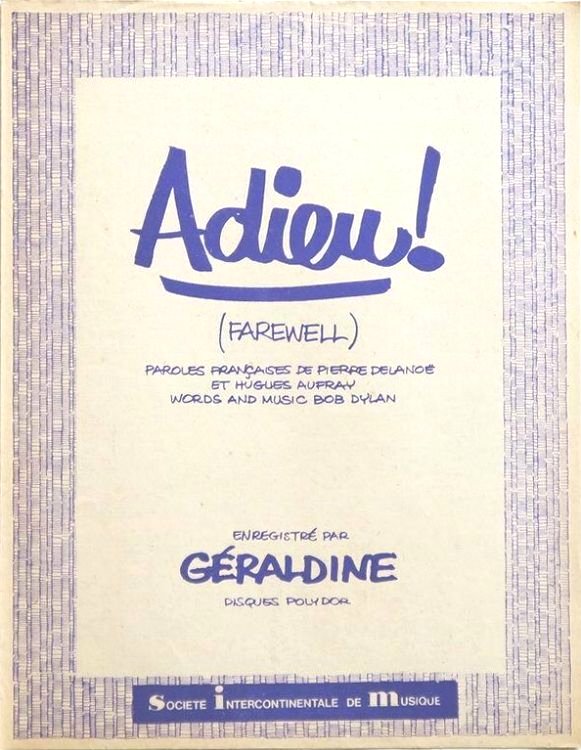 Adieu!
(FAREWELL)
PAROLES FRANÇAISES DE PIERRE DELANOË
ET HUGUES AUFRAY
WORDS AND MUSIC BOB DYLAN
ENREGISTRÉ PAR
GÉRALDINE
DISQUES POLYDOR
SOCIETÉ INTERCONTINENTALE DE MUSIQUE